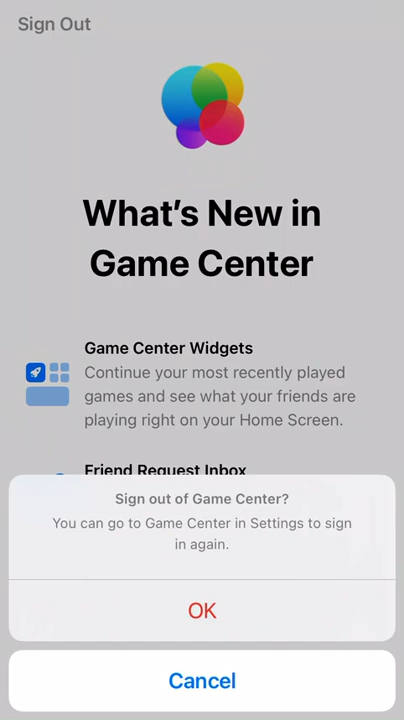 Sign Out
What's New in
Game Center
Game Center Widgets
Continue your most recently played
games and see what your friends are
playing right on your Home Screen.
Friend Request Inbox
Sign out of Game Center?
You can go to Game Center in Settings to sign
in again.
OK
Cancel